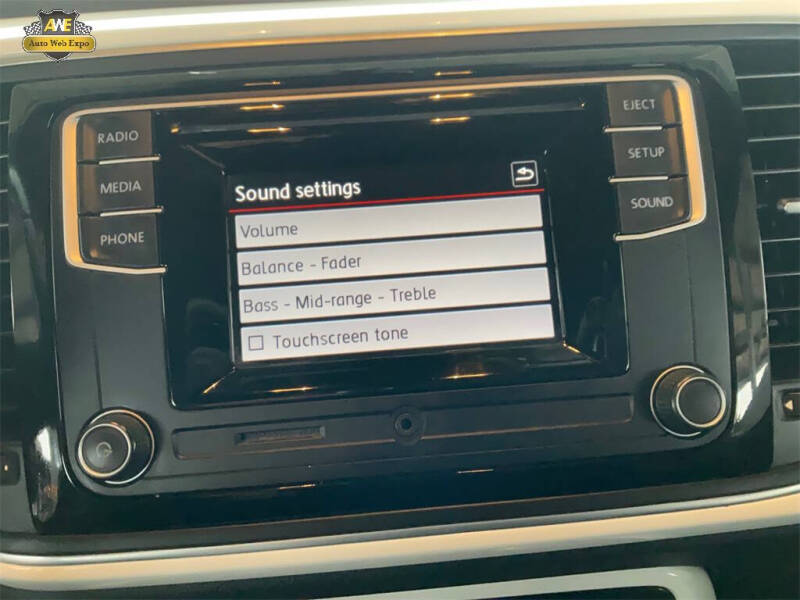 AWE
Auto Web Expo
RADIO
MEDIA
PHONE
EJECT
SETUP
SOUND
Sound settings
Volume
Balance - Fader
Bass - Mid-range - Treble
Touchscreen tone